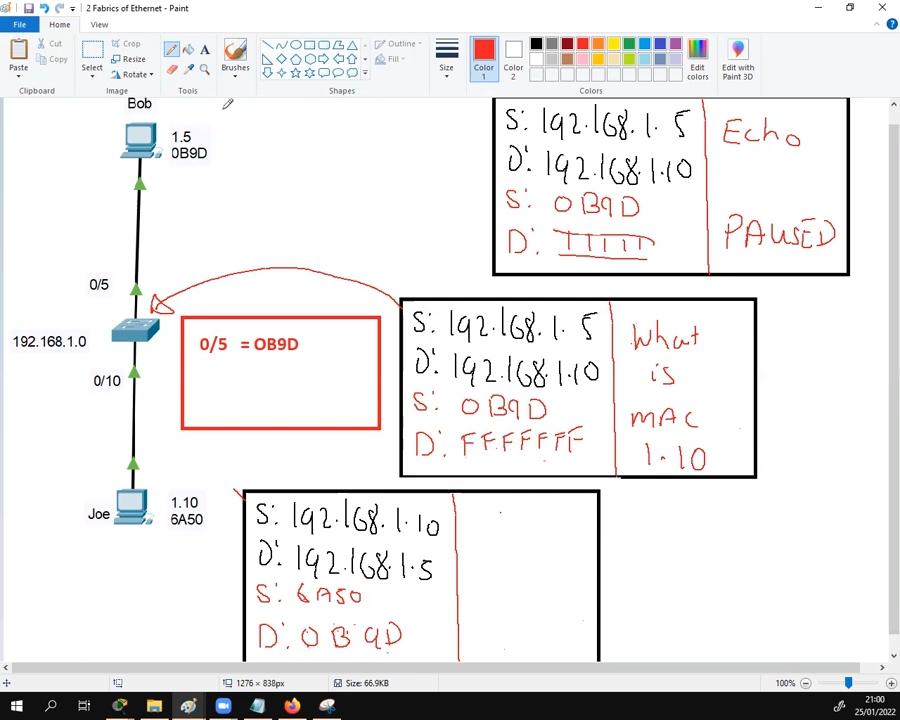 2 Fabrics of Ethernet - Paint
File Home View
Paste
Cut
Copy
Clipboard
Select
Crop
Resize
Rotate
Image
A
Tools
Brushes
Outline
Fill
Shapes
Size
Color 1
Color 2
Edit colors
Colors
Edit with Paint 3D
Bob
1.5
0B9D
0/5
192.168.1.0
0/10
Joe
1.10
6A50
0/5 = OB9D
S: 192.168.1.5
D: 192.168.1.10
S: 0B9D
D:
Echo
PAUSED
S: 192.168.1.5
D: 192.168.1.10
S: 0B9D
D: FFFFFFF
What
is
MAC
1.10
S: 192.168.1.10
D: 192.168.1.5
S: 6A50
D: 0B9D
1276 × 838px
Size: 66.9KB
100%
21:00
25/01/2022